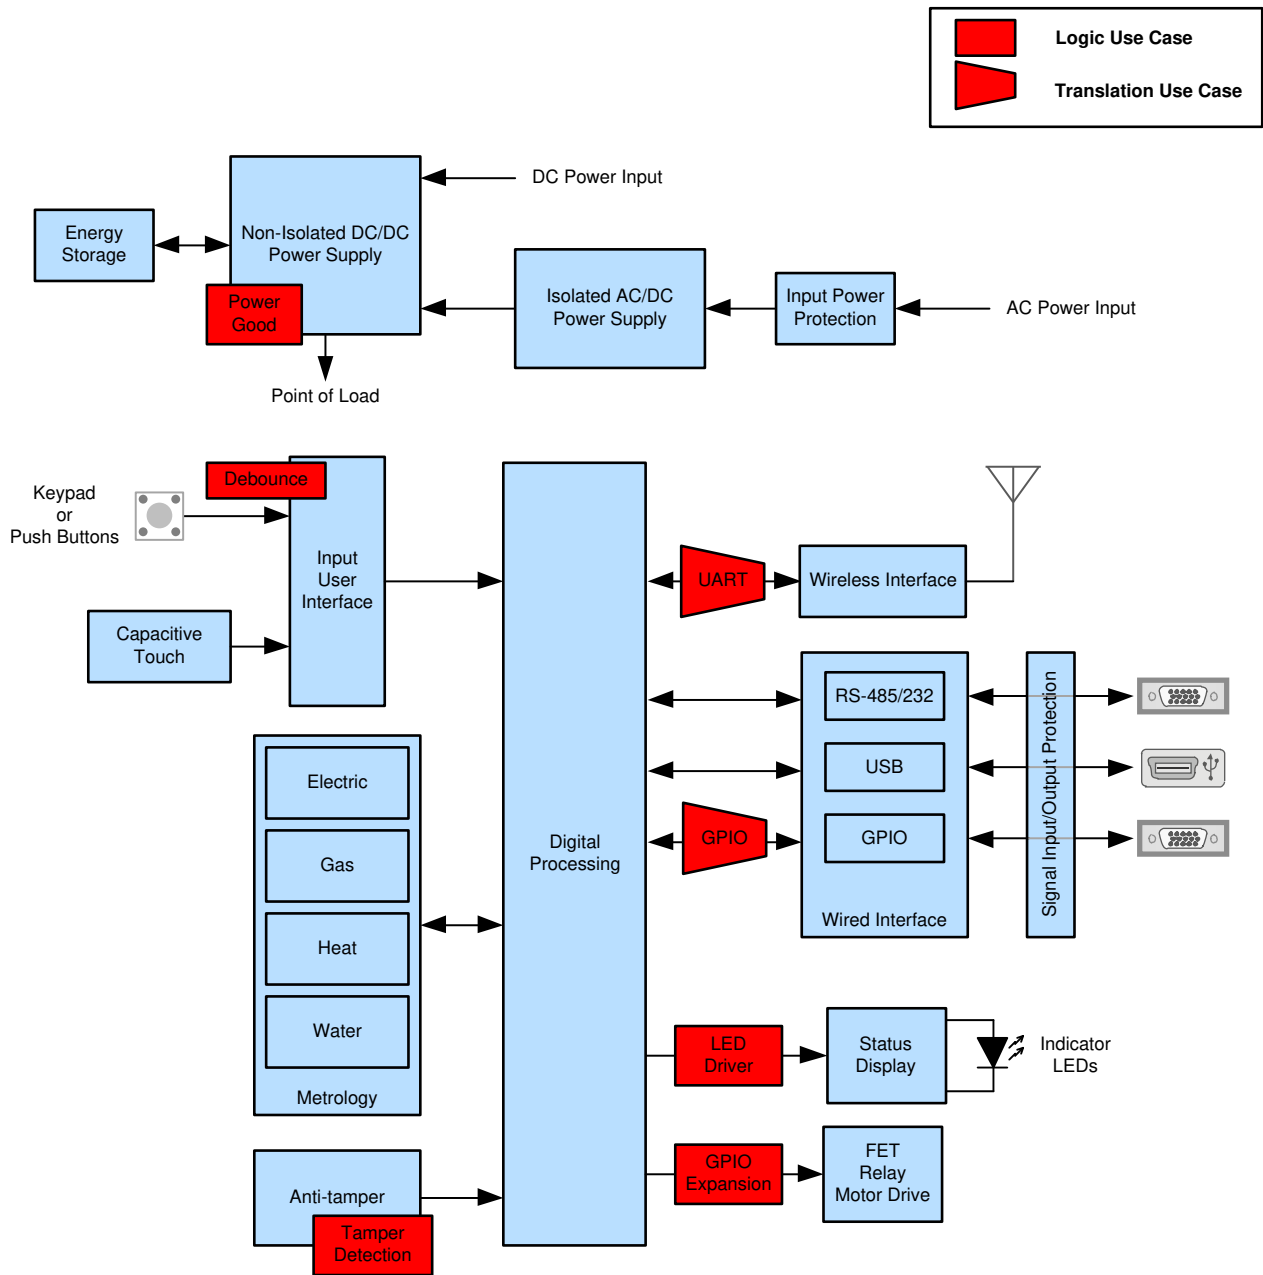 Logic Use Case
Translation Use Case
DC Power Input
Energy
Storage
Non-Isolated DC/DC
Power Supply
Power
Good
Isolated AC/DC
Power Supply
Input Power
Protection
AC Power Input
Point of Load
Keypad
or
Push Buttons
Debounce
Input
User
Interface
Capacitive
Touch
UART
Wireless Interface
RS-485/232
USB
GPIO
GPIO
Wired Interface
Signal Input/Output Protection
Digital
Processing
Electric
Gas
Heat
Water
Metrology
LED
Driver
Status
Display
Indicator
LEDs
GPIO
Expansion
FET
Relay
Motor Drive
Anti-tamper
Tamper
Detection